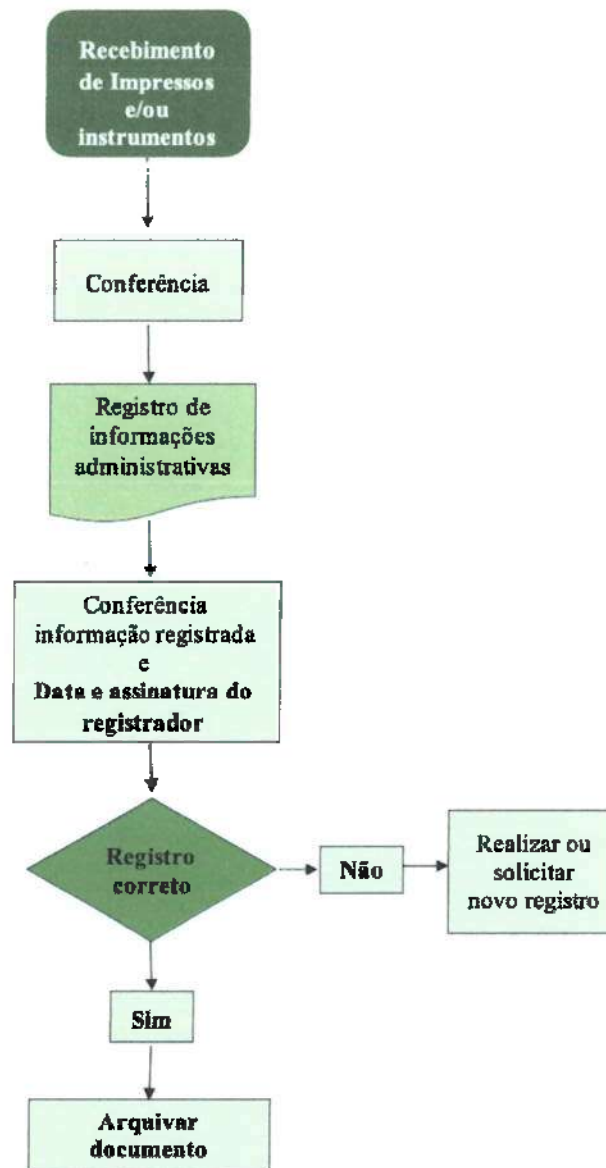 Recebimento
de Impressos
e/ou
instrumentos
Conferência
Registro de
informações
administrativas
Conferência
informação registrada
e
Data e assinatura do
registrador
Registro
correto
Não
Realizar ou
solicitar
novo registro
Sim
Arquivar
documento